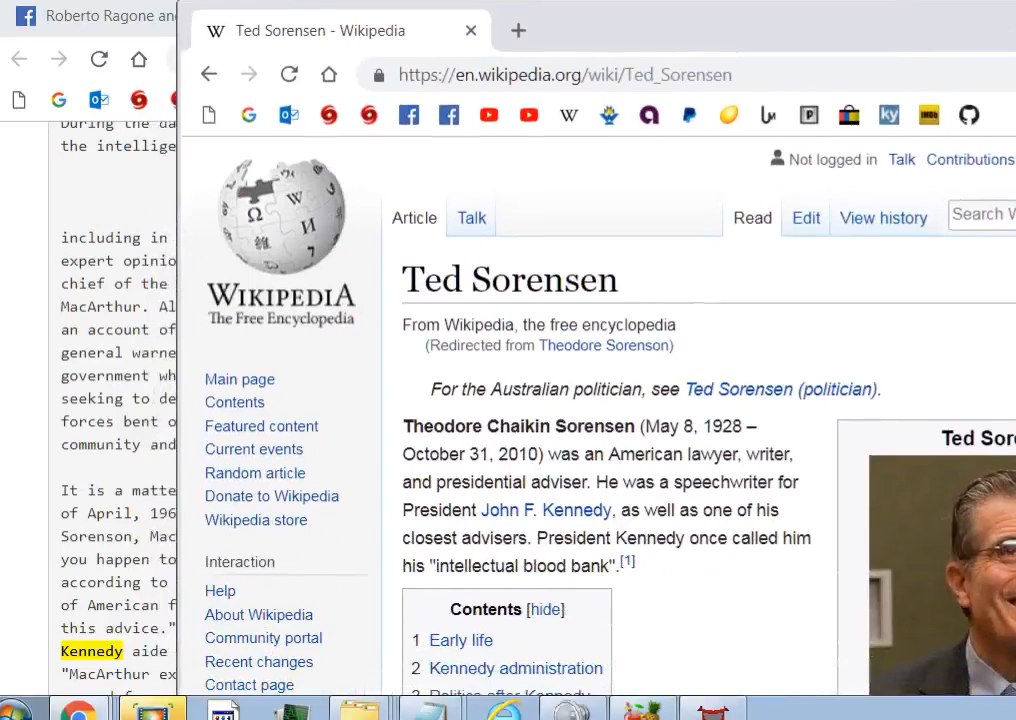 Roberto Ragone and
During the da
the intellige
including in
expert opinio
chief of the
MacArthur. Al
an account of
general warne
government wh
seeking to de
forces bent o
community and
It is a matte
of April, 196
Sorenson, Mac
you happen to
according to
of American f
this advice."
Kennedy aide
"MacArthur ex
Ted Sorensen - Wikipedia
https://en.wikipedia.org/wiki/Ted_Sorensen
Not logged in Talk Contributions
Article Talk Read Edit View history Search W
WIKIPEDIA
The Free Encyclopedia
Main page
Contents
Featured content
Current events
Random article
Donate to Wikipedia
Wikipedia store
Interaction
Help
About Wikipedia
Community portal
Recent changes
Contact page
Ted Sorensen
From Wikipedia, the free encyclopedia
(Redirected from Theodore Sorenson)
For the Australian politician, see Ted Sorensen (politician).
Theodore Chaikin Sorensen (May 8, 1928 –
October 31, 2010) was an American lawyer, writer,
and presidential adviser. He was a speechwriter for
President John F. Kennedy, as well as one of his
closest advisers. President Kennedy once called him
his "intellectual blood bank".[1]
Contents [hide]
1 Early life
2 Kennedy administration
3 Politics after Kennedy
Ted Sor